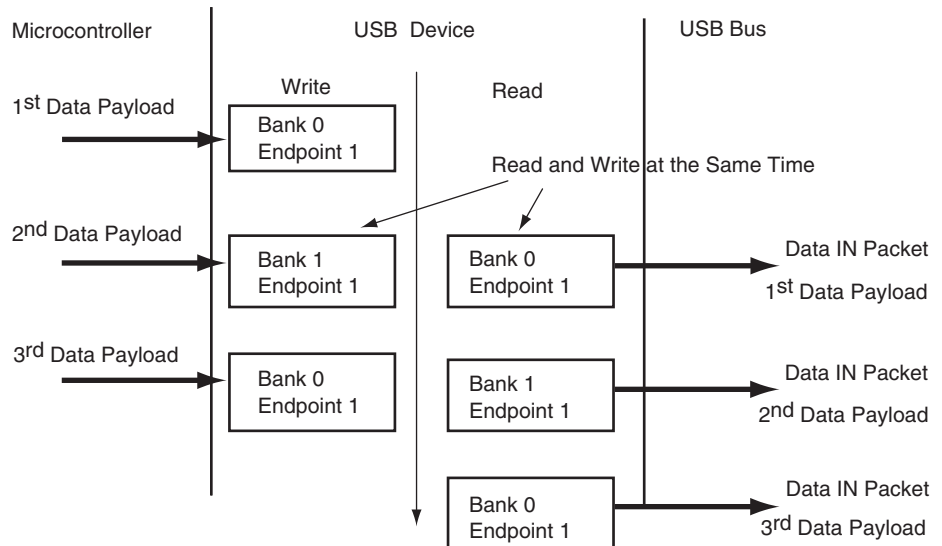 Microcontroller
USB Device
USB Bus
Write
Read
1st Data Payload
Bank 0
Endpoint 1
Read and Write at the Same Time
2nd Data Payload
Bank 1
Endpoint 1
Bank 0
Endpoint 1
Data IN Packet
1st Data Payload
3rd Data Payload
Bank 0
Endpoint 1
Bank 1
Endpoint 1
Data IN Packet
2nd Data Payload
Bank 0
Endpoint 1
Data IN Packet
3rd Data Payload